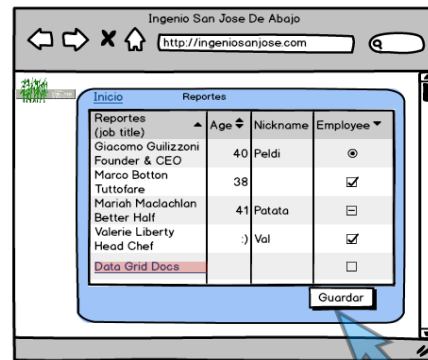 Ingenio San Jose De Abajo
http://ingeniosanjose.com
Inicio Reportes
Reportes
(job title)
Age Nickname Employee
Giacomo Guilizzoni
Founder & CEO
40 Peldi
Marco Botton
Tuttofare
38
Mariah Maclachlan
Better Half
41 Patata
Valerie Liberty
Head Chef
:) Val
Data Grid Docs
Guardar